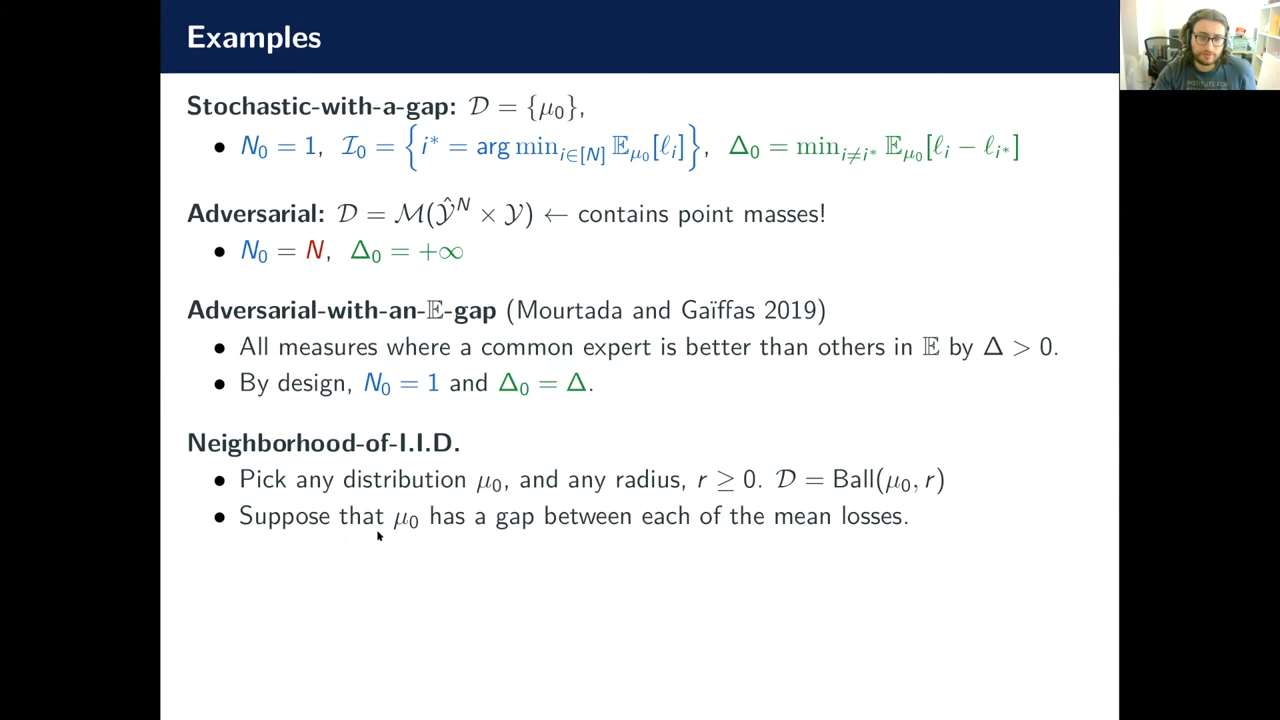 Examples
Stochastic-with-a-gap: 𝒟 = {μ₀},
• N₀ = 1, ℐ₀ = {i* = arg min_{i∈[N]} 𝔼_{μ₀}[ℓ_i]}, Δ₀ = min_{i≠i*} 𝔼_{μ₀}[ℓ_i − ℓ_{i*}]
Adversarial: 𝒟 = ℳ(𝒴̂^N × 𝒴) ← contains point masses!
• N₀ = N, Δ₀ = +∞
Adversarial-with-an-𝔼-gap (Mourtada and Gaïffas 2019)
• All measures where a common expert is better than others in 𝔼 by Δ > 0.
• By design, N₀ = 1 and Δ₀ = Δ.
Neighborhood-of-I.I.D.
• Pick any distribution μ₀, and any radius, r ≥ 0. 𝒟 = Ball(μ₀, r)
• Suppose that μ₀ has a gap between each of the mean losses.